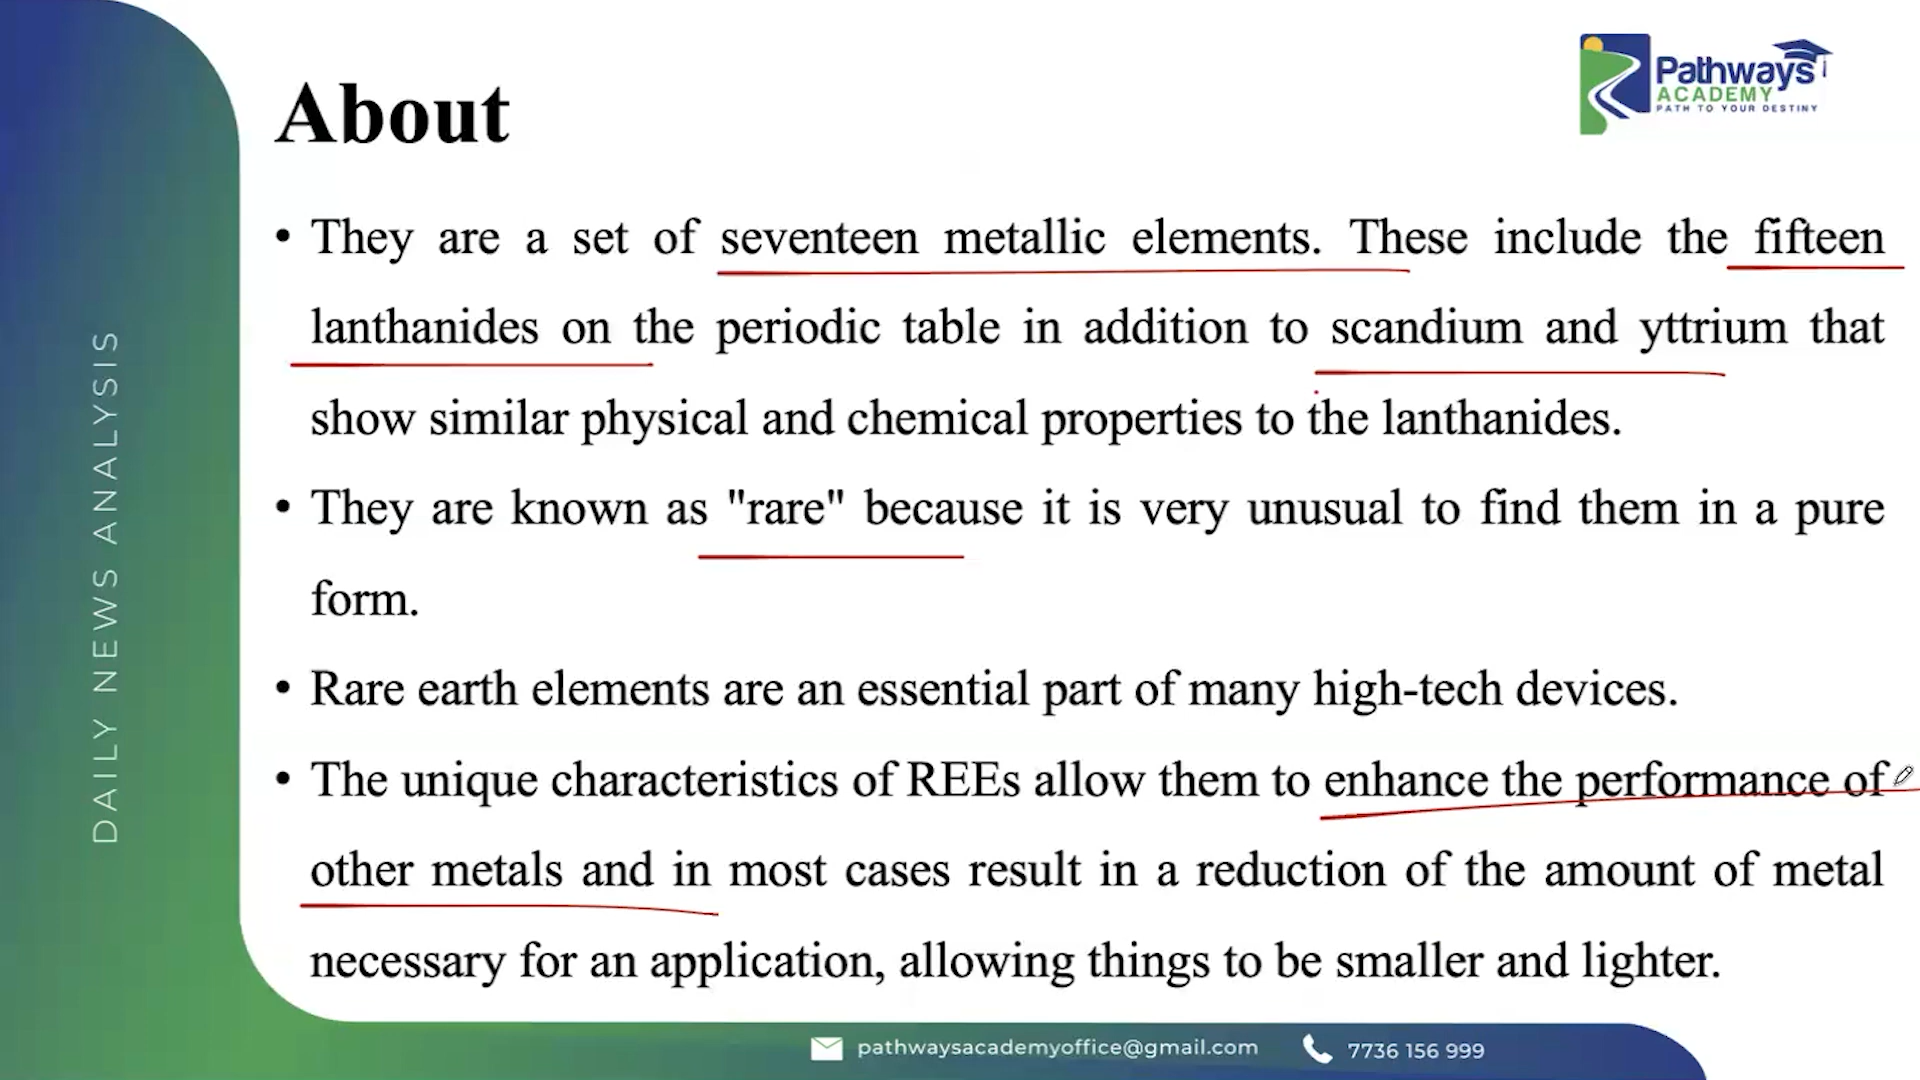 Pathways
ACADEMY
PATH TO YOUR DESTINY
About
• They are a set of seventeen metallic elements. These include the fifteen
lanthanides on the periodic table in addition to scandium and yttrium that
show similar physical and chemical properties to the lanthanides.
• They are known as "rare" because it is very unusual to find them in a pure
form.
• Rare earth elements are an essential part of many high-tech devices.
• The unique characteristics of REEs allow them to enhance the performance of
other metals and in most cases result in a reduction of the amount of metal
necessary for an application, allowing things to be smaller and lighter.
DAILY NEWS ANALYSIS
pathwaysacademyoffice@gmail.com
7736 156 999